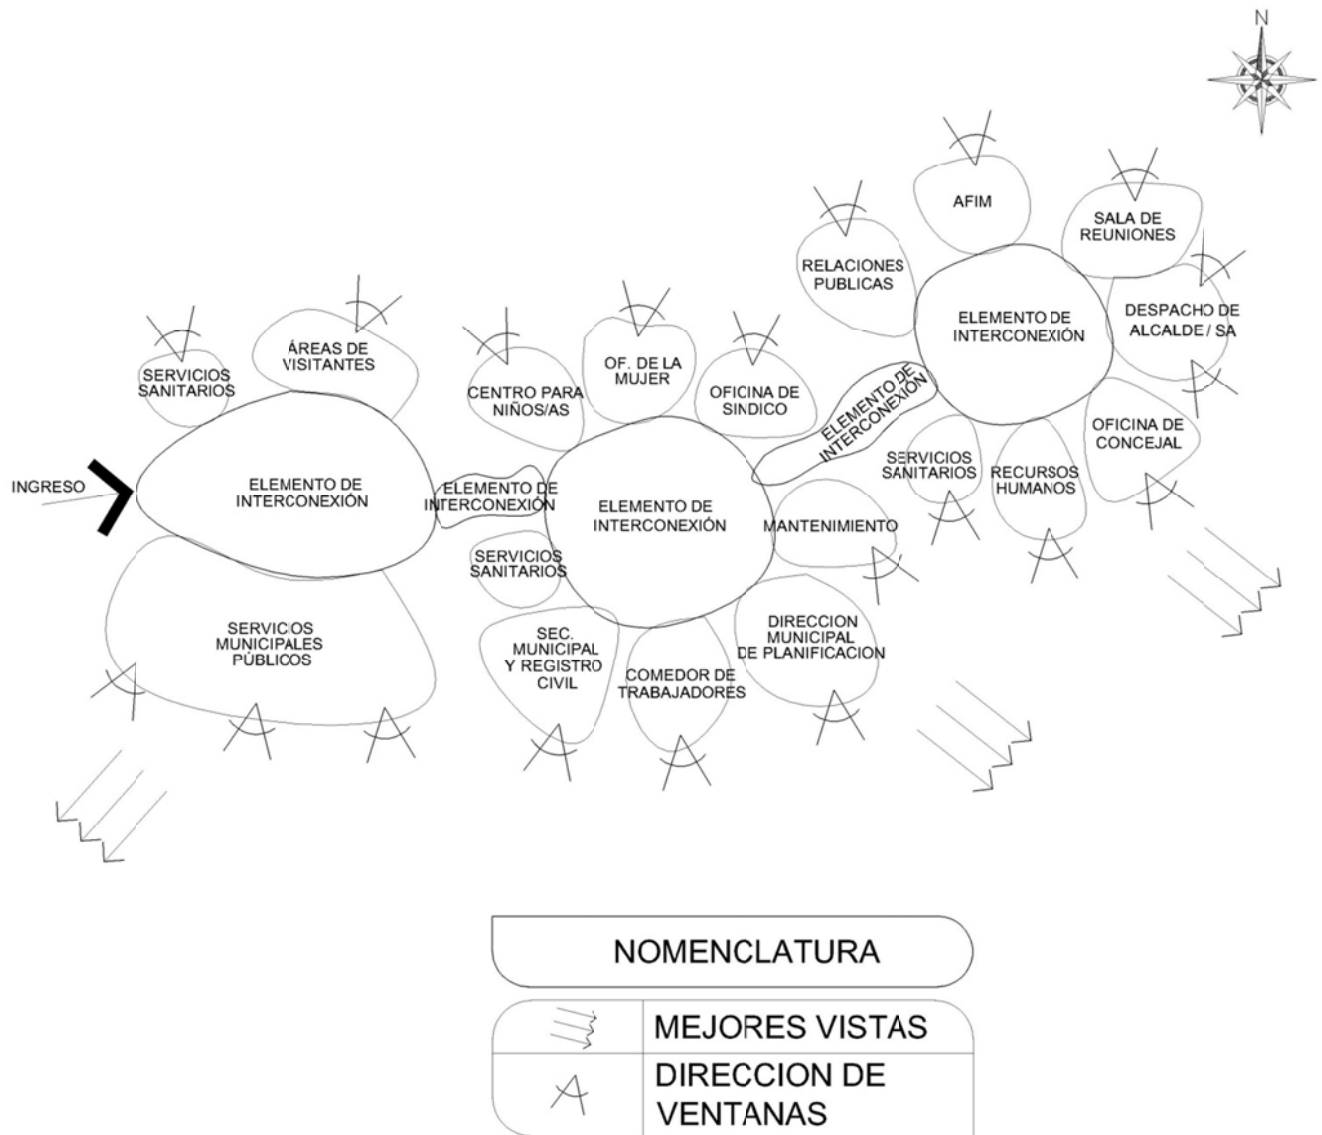 N
AFIM
SALA DE
REUNIONES
RELACIONES
PUBLICAS
DESPACHO DE
ALCALDE / SA
ELEMENTO DE
INTERCONEXIÓN
ÁREAS DE
VISITANTES
SERVICIOS
SANITARIOS
OF. DE LA
MUJER
CENTRO PARA
NIÑOS/AS
OFICINA DE
SINDICO
ELEMENTO DE
INTERCONEXIÓN
OFICINA DE
CONCEJAL
SERVICIOS
SANITARIOS
RECURSOS
HUMANOS
INGRESO
ELEMENTO DE
INTERCONEXIÓN
ELEMENTO DE
INTERCONEXIÓN
ELEMENTO DE
INTERCONEXIÓN
MANTENIMIENTO
SERVICIOS
SANITARIOS
SERVICIOS
MUNICIPALES
PÚBLICOS
SEC.
MUNICIPAL
Y REGISTRO
CIVIL
COMEDOR DE
TRABAJADORES
DIRECCION
MUNICIPAL
DE PLANIFICACION
NOMENCLATURA
MEJORES VISTAS
DIRECCION DE
VENTANAS